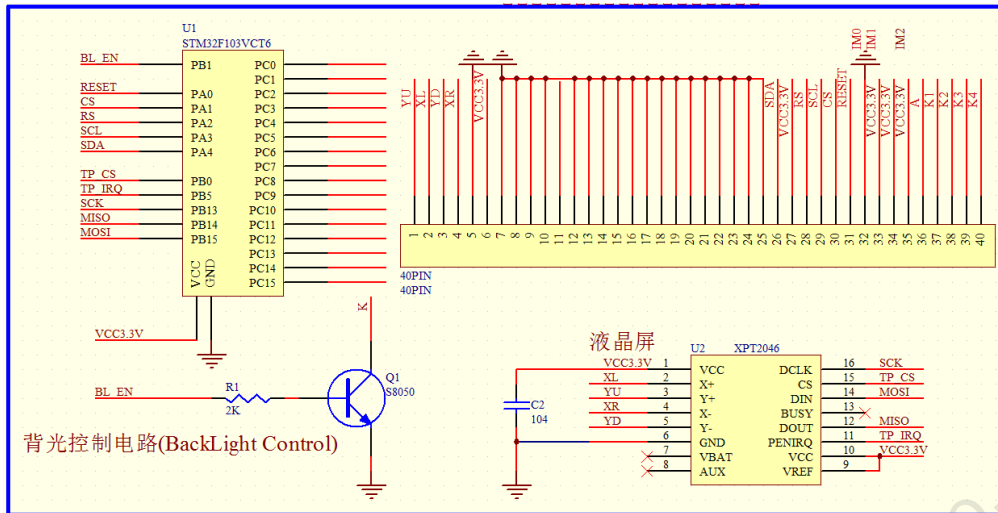 U1
STM32F103VCT6
BL_EN
RESET
CS
RS
SCL
SDA
TP_CS
TP_IRQ
SCK
MISO
MOSI
PB1
PA0
PA1
PA2
PA3
PA4
PB0
PB5
PB13
PB14
PB15
VCC
GND
PC0
PC1
PC2
PC3
PC4
PC5
PC6
PC7
PC8
PC9
PC10
PC11
PC12
PC13
PC14
PC15
VCC3.3V
IM0
IM1
IM2
YU
XL
YD
XR
VCC3.3V
SDA
VCC3.3V
RS
SCL
CS
RESET
VCC3.3V
VCC3.3V
VCC3.3V
A
K1
K2
K3
K4
1 2 3 4 5 6 7 8 9 10 11 12 13 14 15 16 17 18 19 20 21 22 23 24 25 26 27 28 29 30 31 32 33 34 35 36 37 38 39 40
40PIN
40PIN
K
BL_EN
R1
2K
Q1
S8050
背光控制电路(BackLight Control)
液晶屏
U2 XPT2046
VCC3.3V 1 VCC DCLK 16 SCK
XL 2 X+ CS 15 TP_CS
YU 3 Y+ DIN 14 MOSI
XR 4 X- BUSY 13
YD 5 Y- DOUT 12 MISO
6 GND PENIRQ 11 TP_IRQ
7 VBAT VCC 10 VCC3.3V
8 AUX VREF 9
C2
104